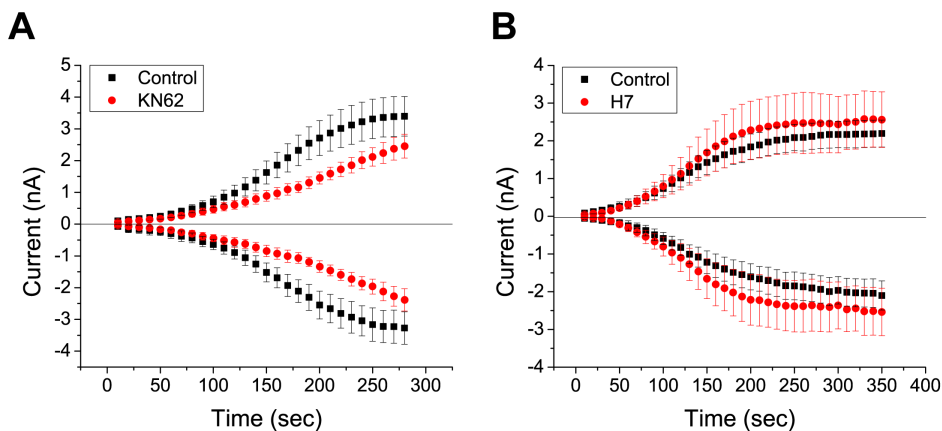 A
5
4
3
2
1
0
-1
-2
-3
-4
Current (nA)
Control
KN62
0 50 100 150 200 250 300
Time (sec)
B
4
3
2
1
0
-1
-2
-3
-4
Current (nA)
Control
H7
0 50 100 150 200 250 300 350 400
Time (sec)